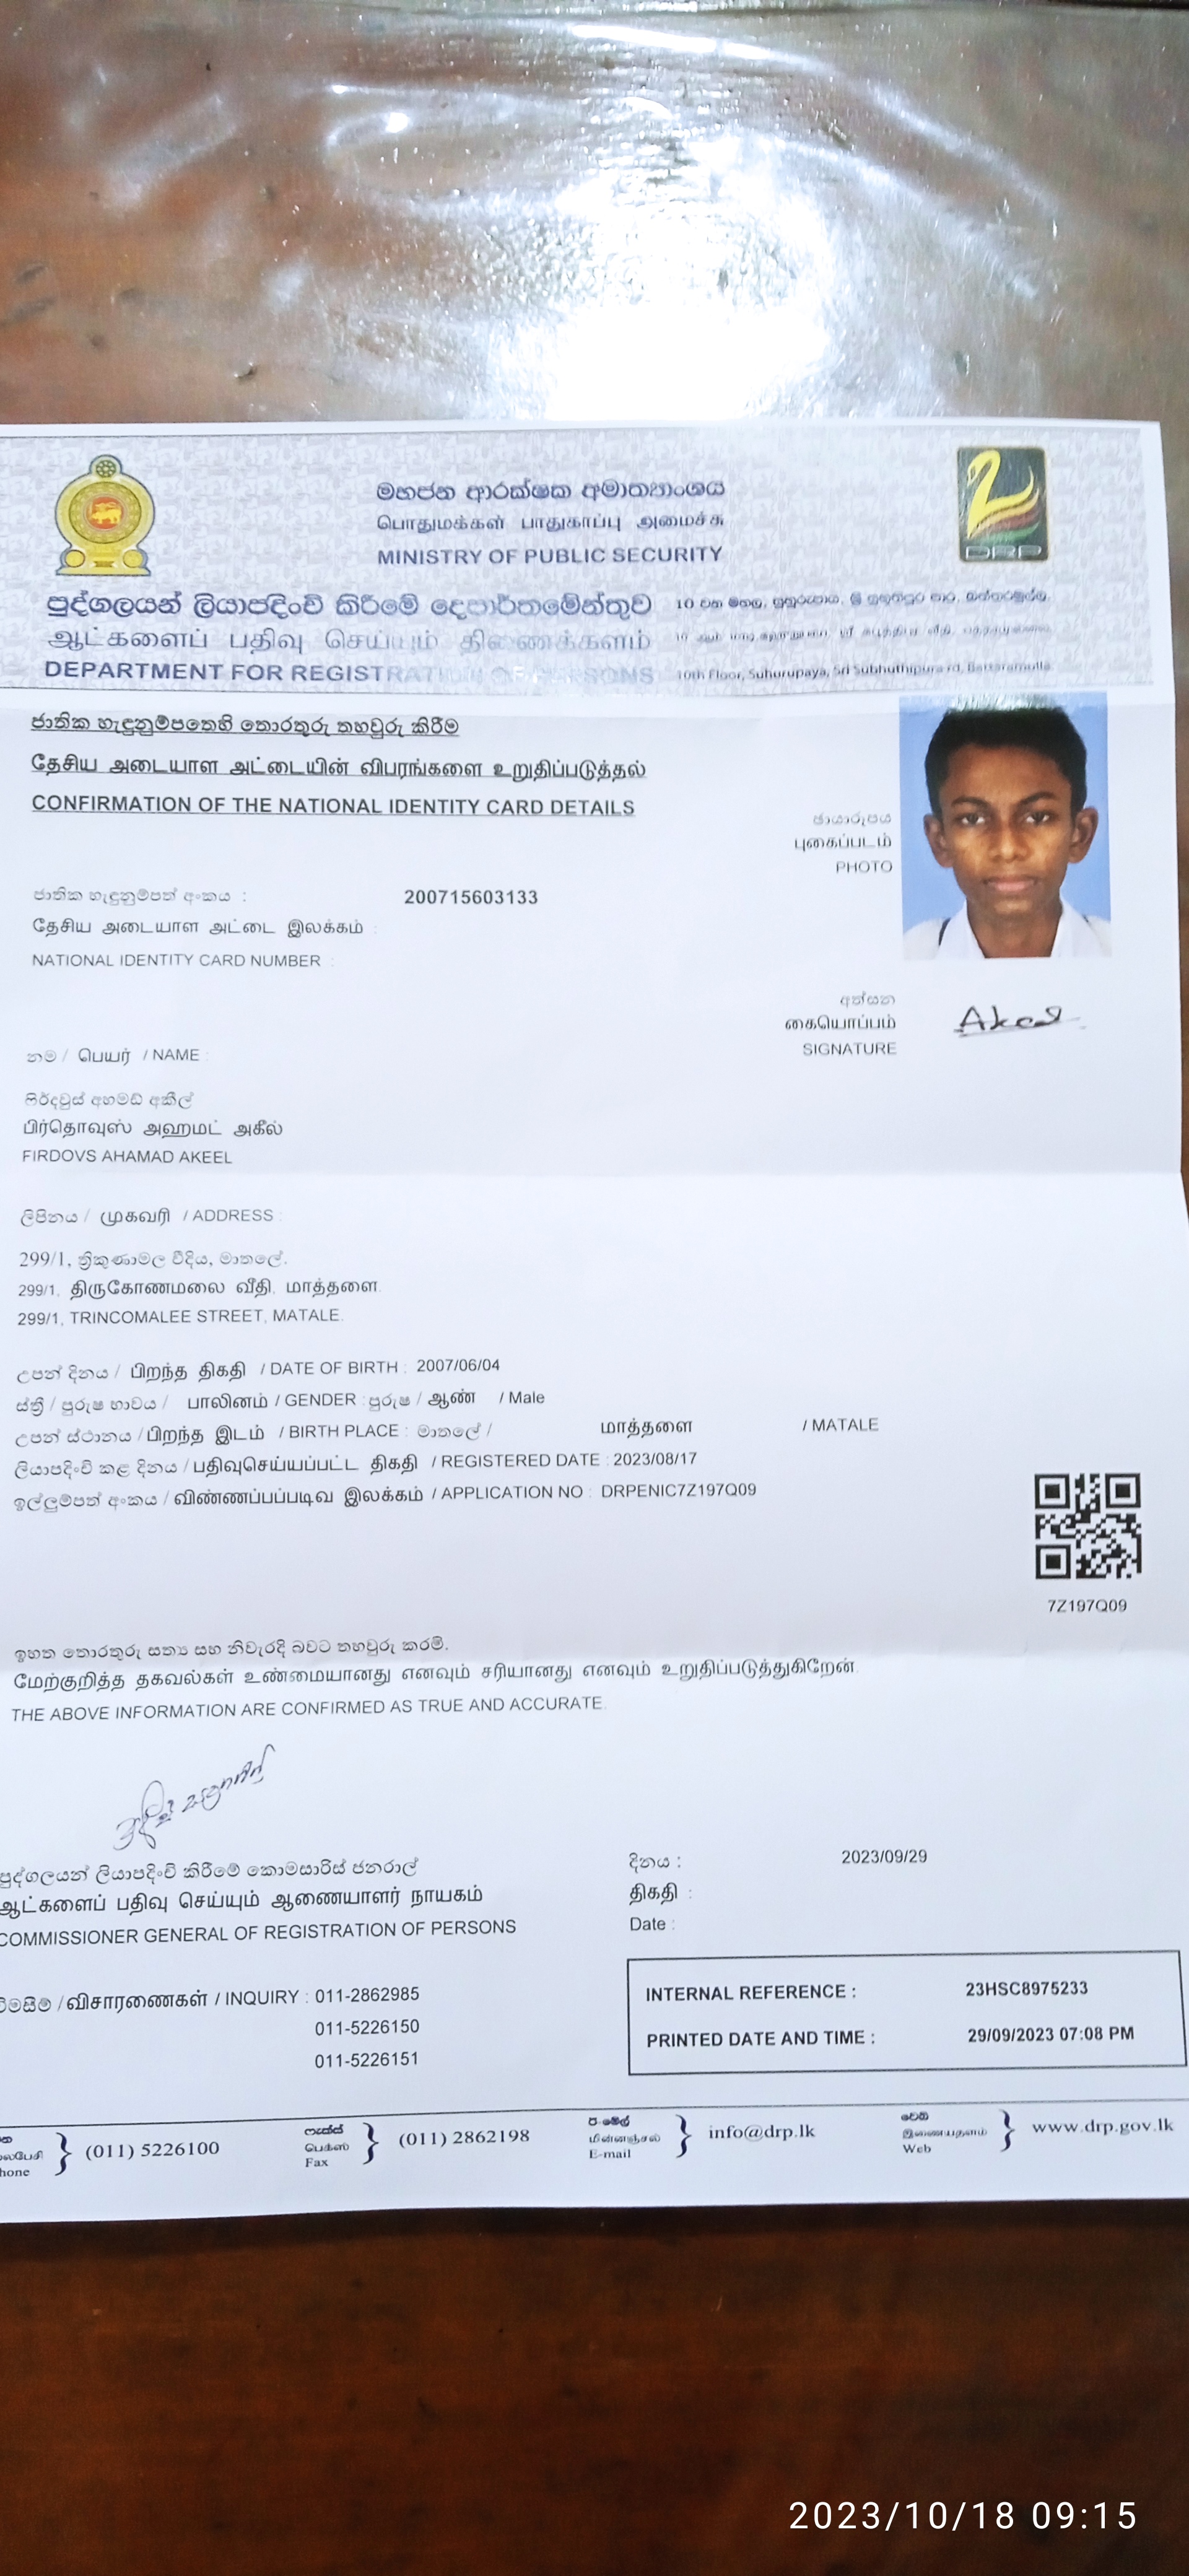 මහජන ආරක්ෂක අමාත්‍යාංශය
பொதுமக்கள் பாதுகாப்பு அமைச்சு
MINISTRY OF PUBLIC SECURITY
DRP
පුද්ගලයන් ලියාපදිංචි කිරීමේ දෙපාර්තමේන්තුව
ஆட்களைப் பதிவு செய்யும் திணைக்களம்
DEPARTMENT FOR REGISTRATION OF PERSONS
10th Floor, Suhurupaya, Sri Subhuthipura rd, Battaramulla.
ජාතික හැඳුනුම්පතෙහි තොරතුරු තහවුරු කිරීම
தேசிய அடையாள அட்டையின் விபரங்களை உறுதிப்படுத்தல்
CONFIRMATION OF THE NATIONAL IDENTITY CARD DETAILS
ඡායාරූපය
புகைப்படம்
PHOTO
ජාතික හැඳුනුම්පත් අංකය : 200715603133
தேசிய அடையாள அட்டை இலக்கம் :
NATIONAL IDENTITY CARD NUMBER :
අත්සන
கையொப்பம்
SIGNATURE
Akeel
නම / பெயர் / NAME :
ෆිර්දවුස් අහමඩ් අකීල්
பிர்தொவுஸ் அஹமட் அகீல்
FIRDOVS AHAMAD AKEEL
ලිපිනය / முகவரி / ADDRESS :
299/1, ත්‍රිකුණාමල වීදිය, මාතලේ.
299/1, திருகோணமலை வீதி, மாத்தளை.
299/1, TRINCOMALEE STREET, MATALE.
උපන් දිනය / பிறந்த திகதி / DATE OF BIRTH : 2007/06/04
ස්ත්‍රී / පුරුෂ භාවය / பாலினம் / GENDER : පුරුෂ / ஆண் / Male
උපන් ස්ථානය / பிறந்த இடம் / BIRTH PLACE : මාතලේ / மாத்தளை / MATALE
ලියාපදිංචි කළ දිනය / பதிவுசெய்யப்பட்ட திகதி / REGISTERED DATE : 2023/08/17
ඉල්ලුම්පත් අංකය / விண்ணப்பப்படிவ இலக்கம் / APPLICATION NO : DRPENIC7Z197Q09
7Z197Q09
ඉහත තොරතුරු සත්‍ය සහ නිවැරදි බවට තහවුරු කරමි.
மேற்குறித்த தகவல்கள் உண்மையானது எனவும் சரியானது எனவும் உறுதிப்படுத்துகிறேன்.
THE ABOVE INFORMATION ARE CONFIRMED AS TRUE AND ACCURATE.
පුද්ගලයන් ලියාපදිංචි කිරීමේ කොමසාරිස් ජනරාල්
ஆட்களைப் பதிவு செய்யும் ஆணையாளர் நாயகம்
COMMISSIONER GENERAL OF REGISTRATION OF PERSONS
දිනය : 2023/09/29
திகதி :
Date :
විමසීම් / விசாரணைகள் / INQUIRY : 011-2862985
011-5226150
011-5226151
INTERNAL REFERENCE : 23HSC8975233
PRINTED DATE AND TIME : 29/09/2023 07:08 PM
hone } (011) 5226100
ෆැක්ස්
பெக்ஸ்
Fax } (011) 2862198
ඊ-මේල්
மின்னஞ்சல்
E-mail } info@drp.lk
වෙබ්
இணையதளம்
Web } www.drp.gov.lk
2023/10/18 09:15